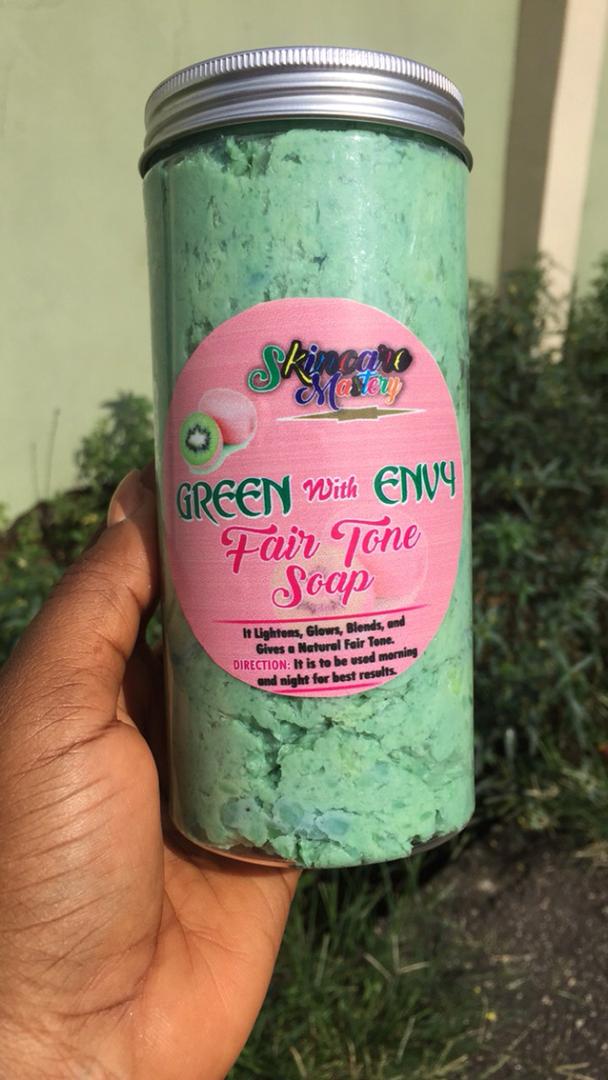 Skincare
Mastery
GREEN With ENVY
Fair Tone
Soap
It Lightens, Glows, Blends, and
Gives a Natural Fair Tone.
DIRECTION: It is to be used morning
and night for best results.